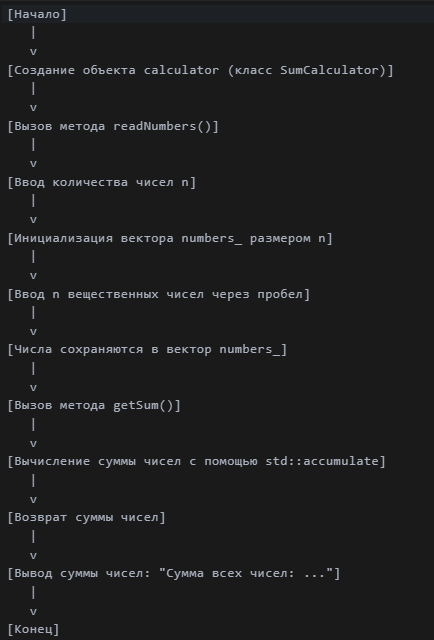 [Начало]
|
v
[Создание объекта calculator (класс SumCalculator)]
|
v
[Вызов метода readNumbers()]
|
v
[Ввод количества чисел n]
|
v
[Инициализация вектора numbers_ размером n]
|
v
[Ввод n вещественных чисел через пробел]
|
v
[Числа сохраняются в вектор numbers_]
|
v
[Вызов метода getSum()]
|
v
[Вычисление суммы чисел с помощью std::accumulate]
|
v
[Возврат суммы чисел]
|
v
[Вывод суммы чисел: "Сумма всех чисел: ..."]
|
v
[Конец]